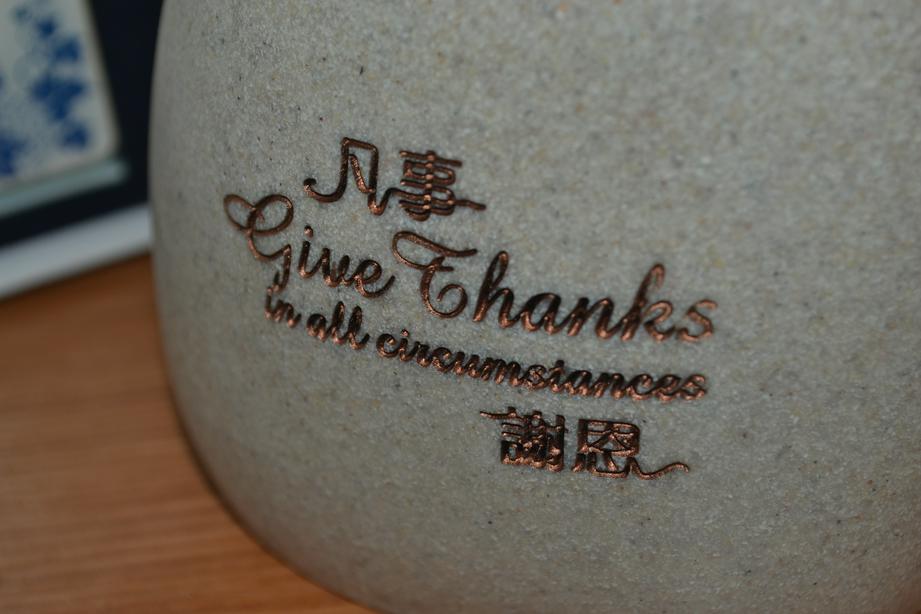 凡事
Give Thanks
in all circumstances
謝恩